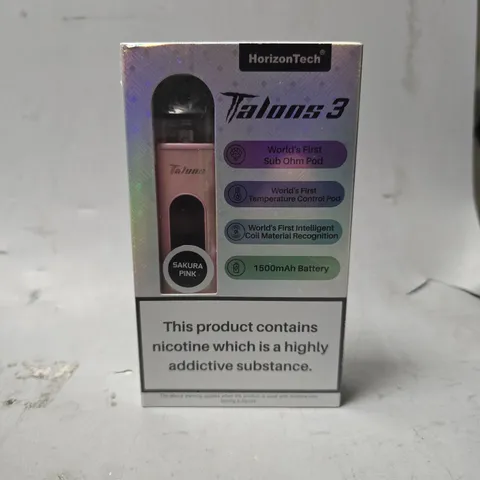 HorizonTech®
Talons 3
World's First
Sub Ohm Pod
Talons
World's First
Temperature Control Pod
World's First Intelligent
Coil Material Recognition
SAKURA
PINK
1500mAh Battery
This product contains
nicotine which is a highly
addictive substance.